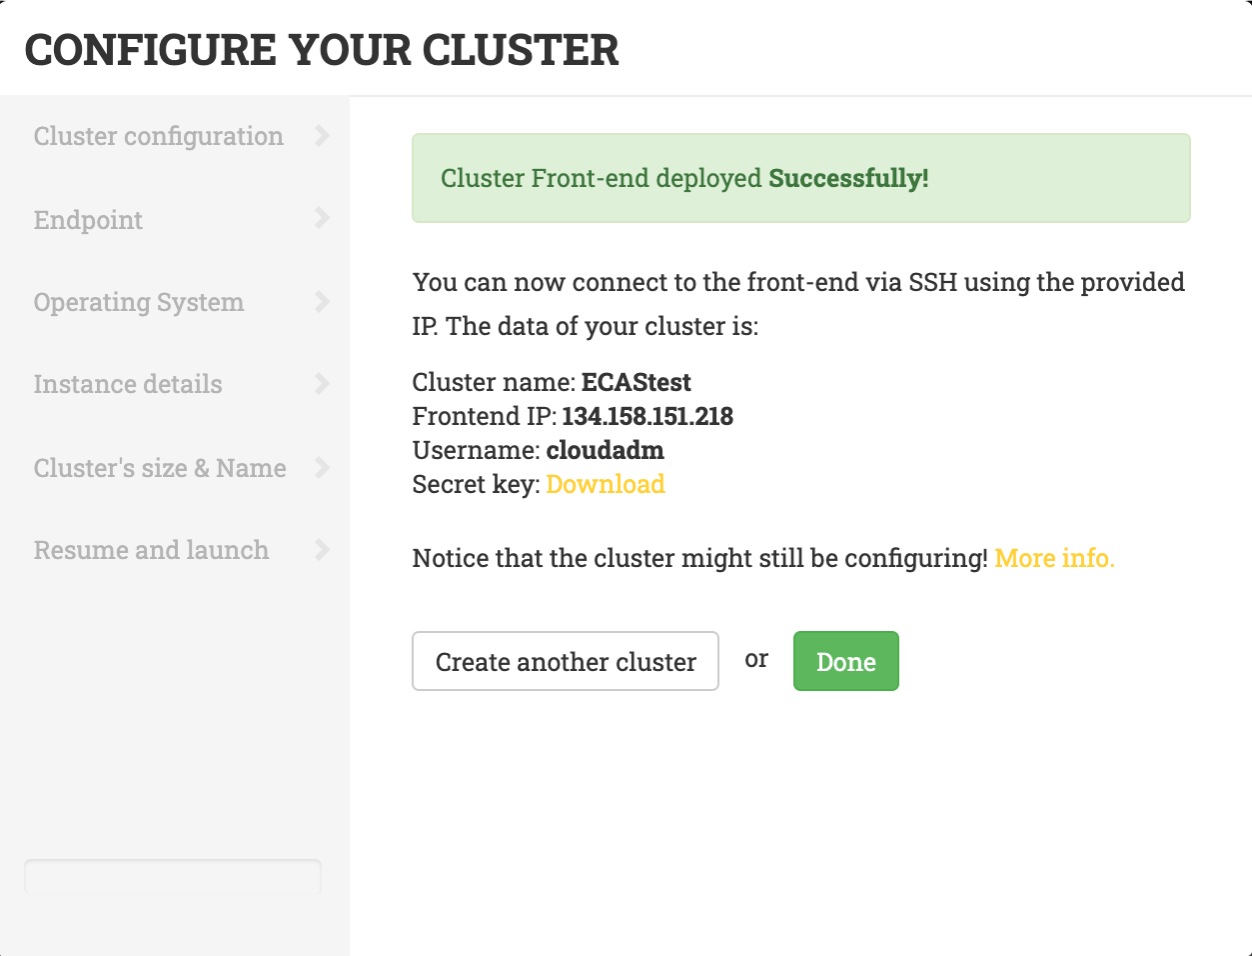 CONFIGURE YOUR CLUSTER
Cluster configuration
Endpoint
Operating System
Instance details
Cluster's size & Name
Resume and launch
Cluster Front-end deployed Successfully!
You can now connect to the front-end via SSH using the provided
IP. The data of your cluster is:
Cluster name: ECAStest
Frontend IP: 134.158.151.218
Username: cloudadm
Secret key: Download
Notice that the cluster might still be configuring! More info.
Create another cluster or Done